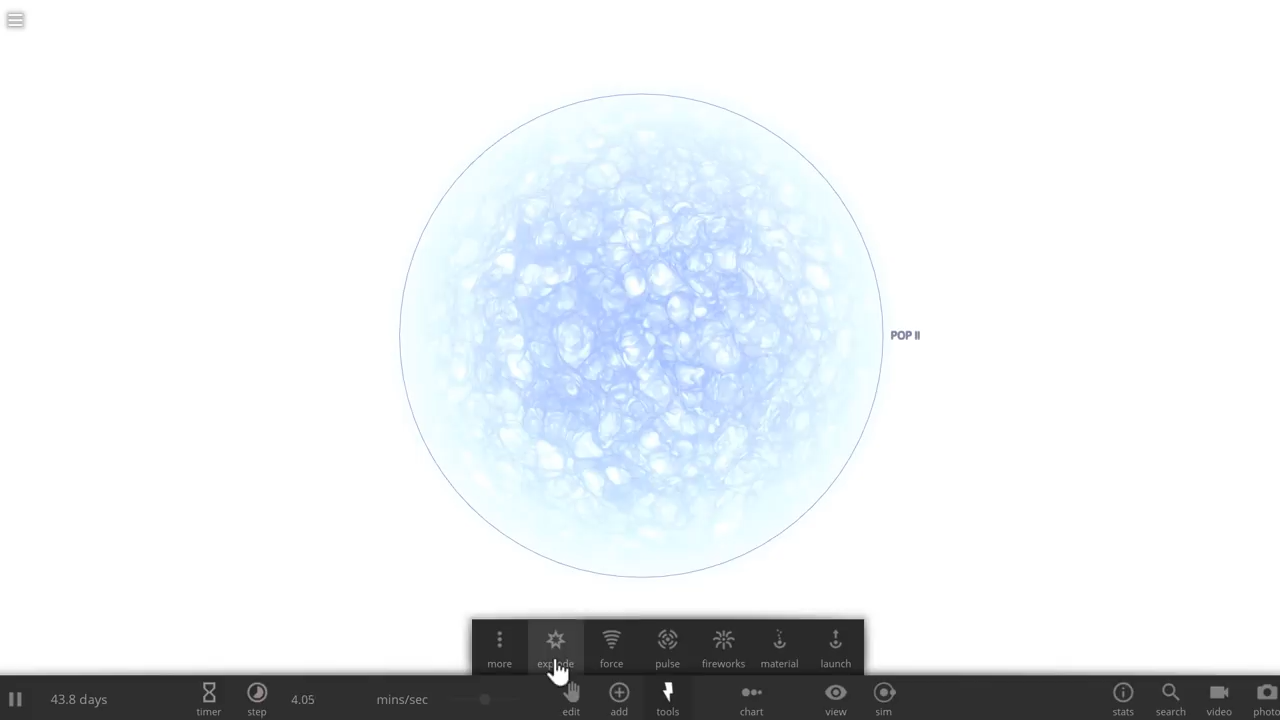 POP II
more explode force pulse fireworks material launch
43.8 days timer step 4.05 mins/sec edit add tools chart view sim stats search video photo